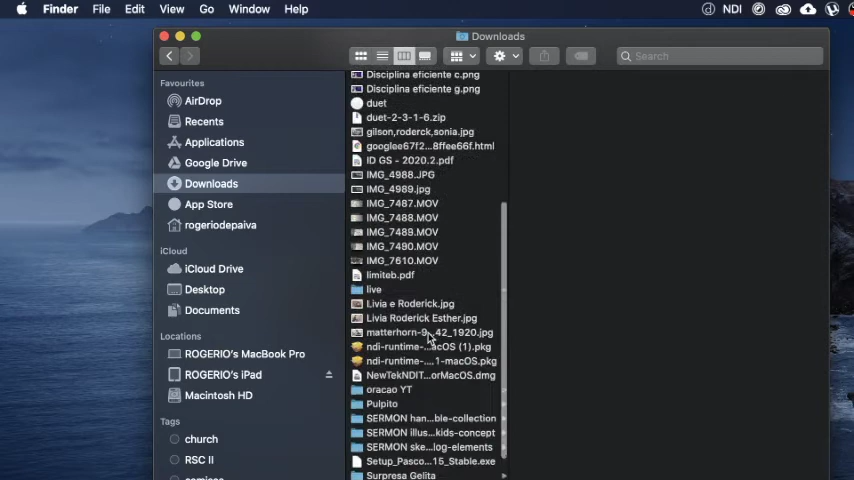 Finder File Edit View Go Window Help NDI
Downloads
Search
Favourites
AirDrop
Recents
Applications
Google Drive
Downloads
App Store
rogeriodepaiva
iCloud
iCloud Drive
Desktop
Documents
Locations
ROGERIO's MacBook Pro
ROGERIO's iPad
Macintosh HD
Tags
church
RSC II
Disciplina eficiente c.png
Disciplina eficiente g.png
duet
duet-2-3-1-6.zip
gilson,roderck,sonia.jpg
googlee67f2...8ffee66f.html
ID GS - 2020.2.pdf
IMG_4988.JPG
IMG_4989.jpg
IMG_7487.MOV
IMG_7488.MOV
IMG_7489.MOV
IMG_7490.MOV
IMG_7610.MOV
limiteb.pdf
live
Livia e Roderick.jpg
Livia Roderick Esther.jpg
matterhorn-9...42_1920.jpg
ndi-runtime-...acOS (1).pkg
ndi-runtime-....1-macOS.pkg
NewTekNDIT...orMacOS.dmg
oracao YT
Pulpito
SERMON han...ble-collection
SERMON illus...kids-concept
SERMON ske...log-elements
Setup_Pasco...15_Stable.exe
Surpresa Gelita